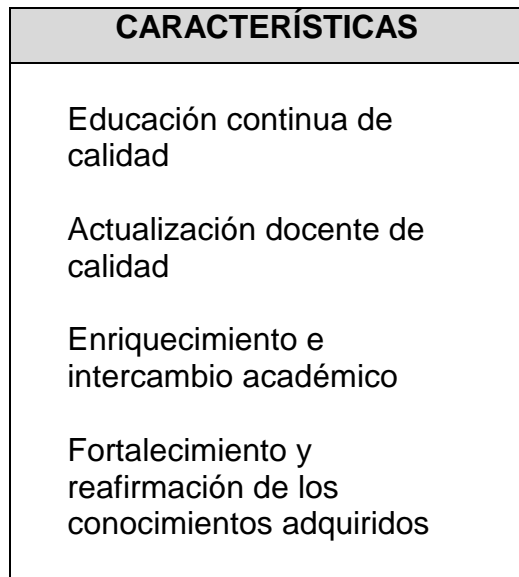 CARACTERÍSTICAS
Educación continua de
calidad
Actualización docente de
calidad
Enriquecimiento e
intercambio académico
Fortalecimiento y
reafirmación de los
conocimientos adquiridos